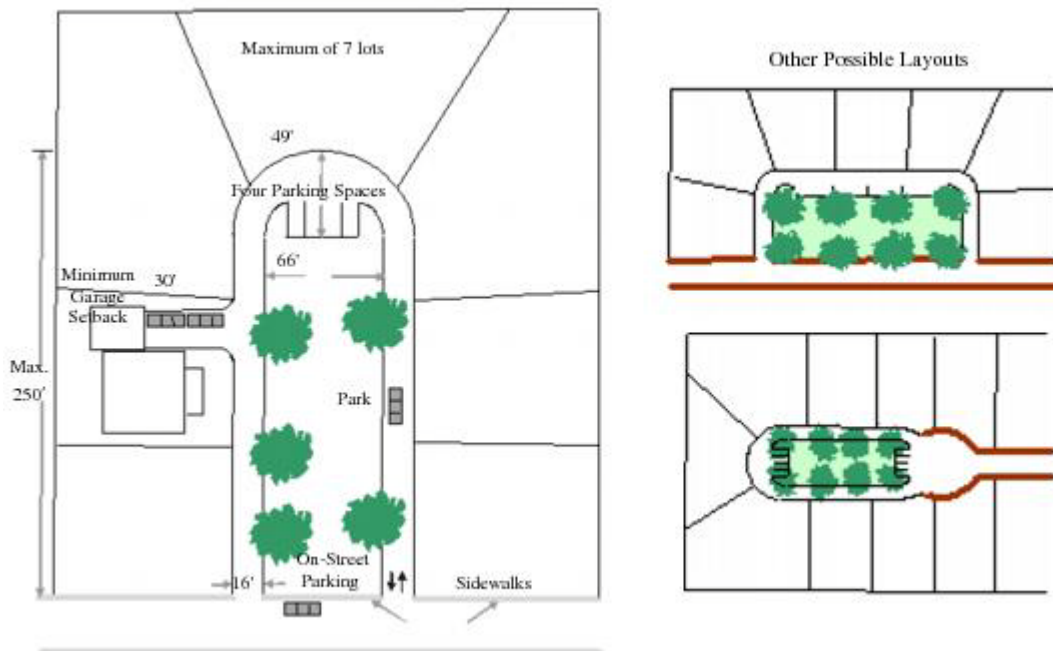 Maximum of 7 lots
49'
Four Parking Spaces
66'
Minimum
30'
Garage
Setback
Max.
250'
Park
16'
On-Street
Parking
Sidewalks
Other Possible Layouts